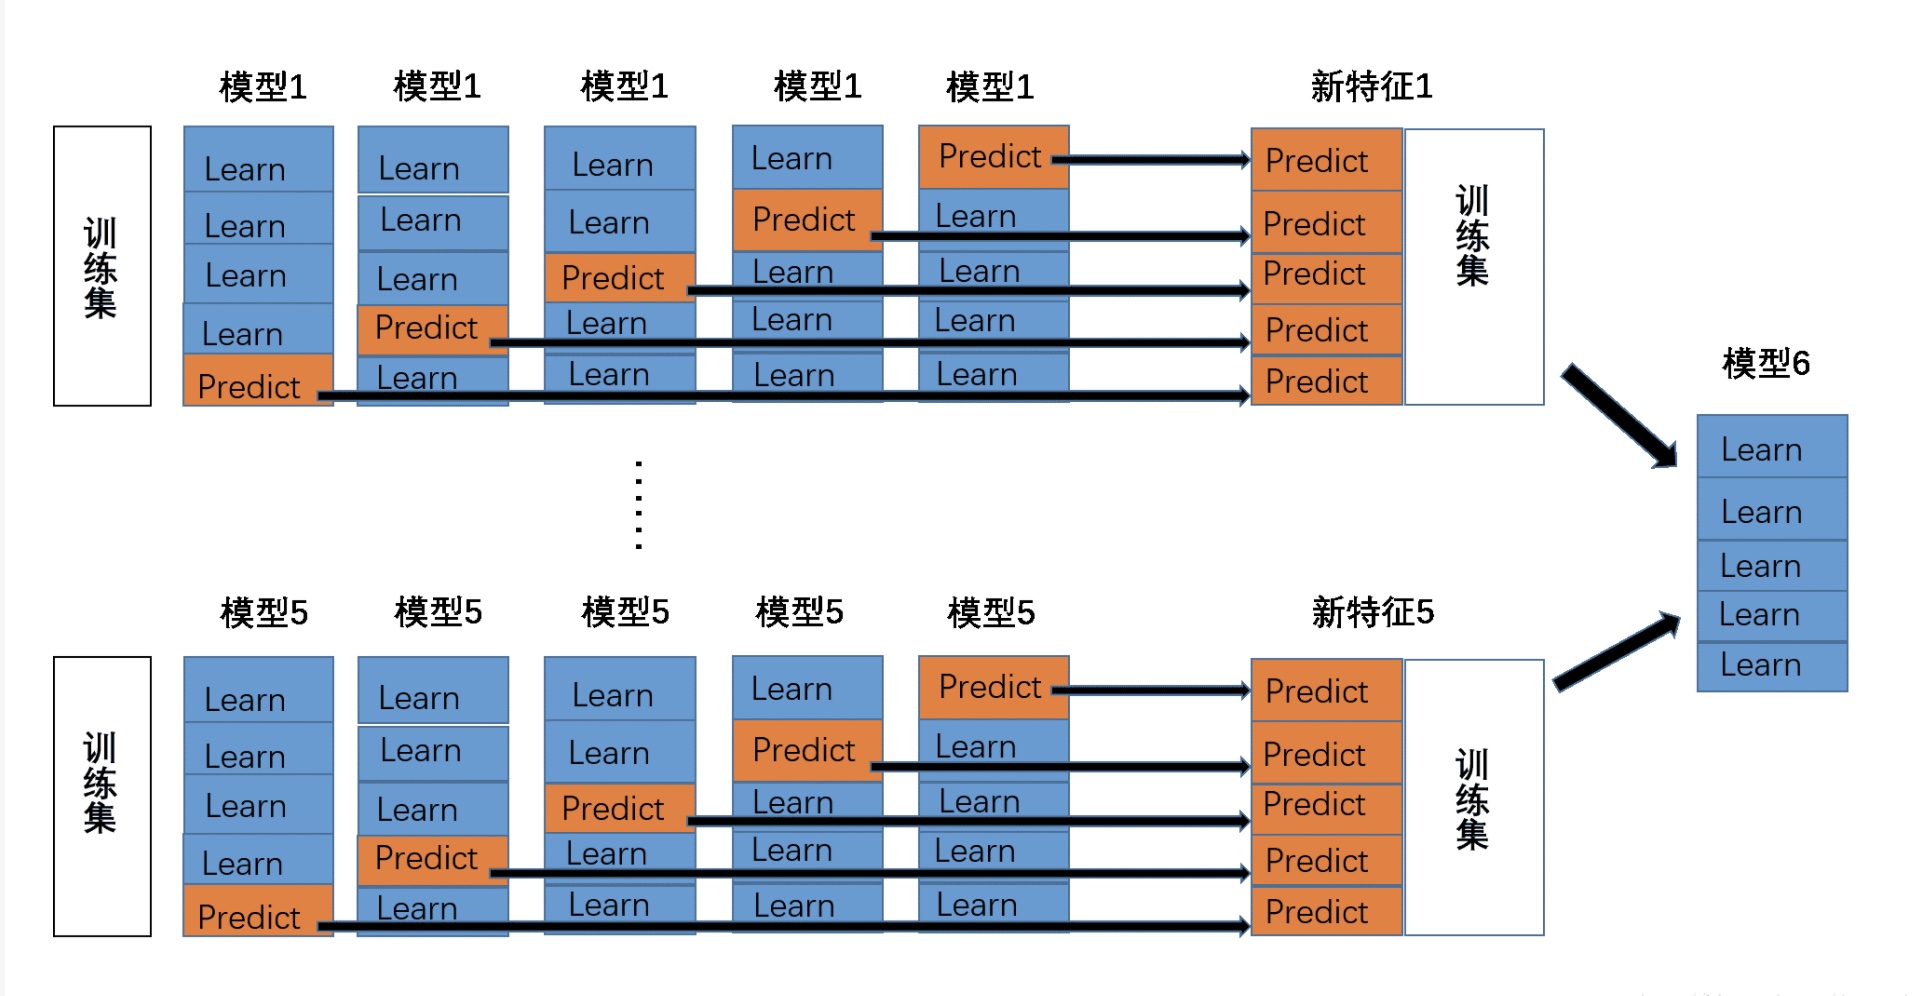 模型1 模型1 模型1 模型1 模型1 新特征1
训练集
Learn Learn Learn Learn Predict Predict
Learn Learn Learn Predict Learn Predict
Learn Learn Predict Learn Learn Predict
Learn Predict Learn Learn Learn Predict
Predict Learn Learn Learn Learn Predict
训练集
模型6
Learn
Learn
Learn
Learn
Learn
......
模型5 模型5 模型5 模型5 模型5 新特征5
训练集
Learn Learn Learn Learn Predict Predict
Learn Learn Learn Predict Learn Predict
Learn Learn Predict Learn Learn Predict
Learn Predict Learn Learn Learn Predict
Predict Learn Learn Learn Learn Predict
训练集